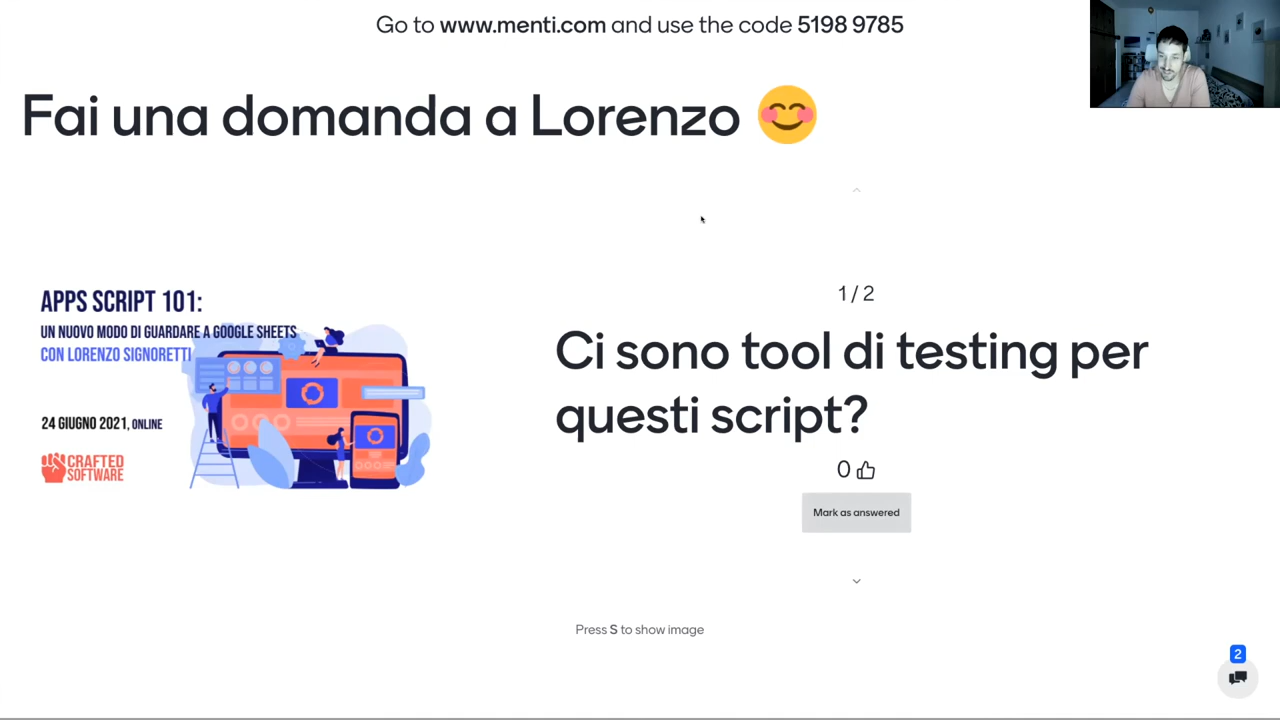 Go to www.menti.com and use the code 5198 9785
Fai una domanda a Lorenzo 😊
APPS SCRIPT 101:
UN NUOVO MODO DI GUARDARE A GOOGLE SHEETS
CON LORENZO SIGNORETTI
24 GIUGNO 2021, ONLINE
CRAFTED
SOFTWARE
1 / 2
Ci sono tool di testing per
questi script?
0
Mark as answered
Press S to show image
2